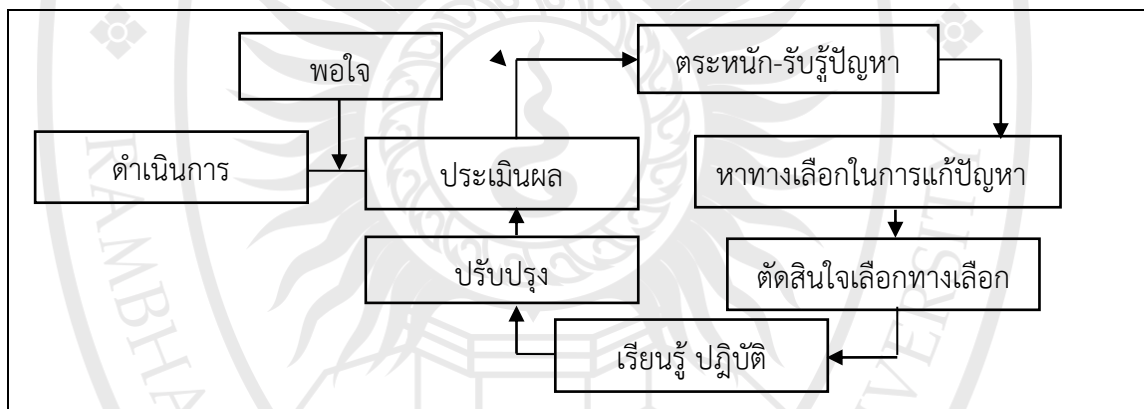 พอใจ
ตระหนัก-รับรู้ปัญหา
ดำเนินการ
ประเมินผล
หาทางเลือกในการแก้ปัญหา
ปรับปรุง
ตัดสินใจเลือกทางเลือก
เรียนรู้ ปฎิบัติ
RAMBHA
VERSITY